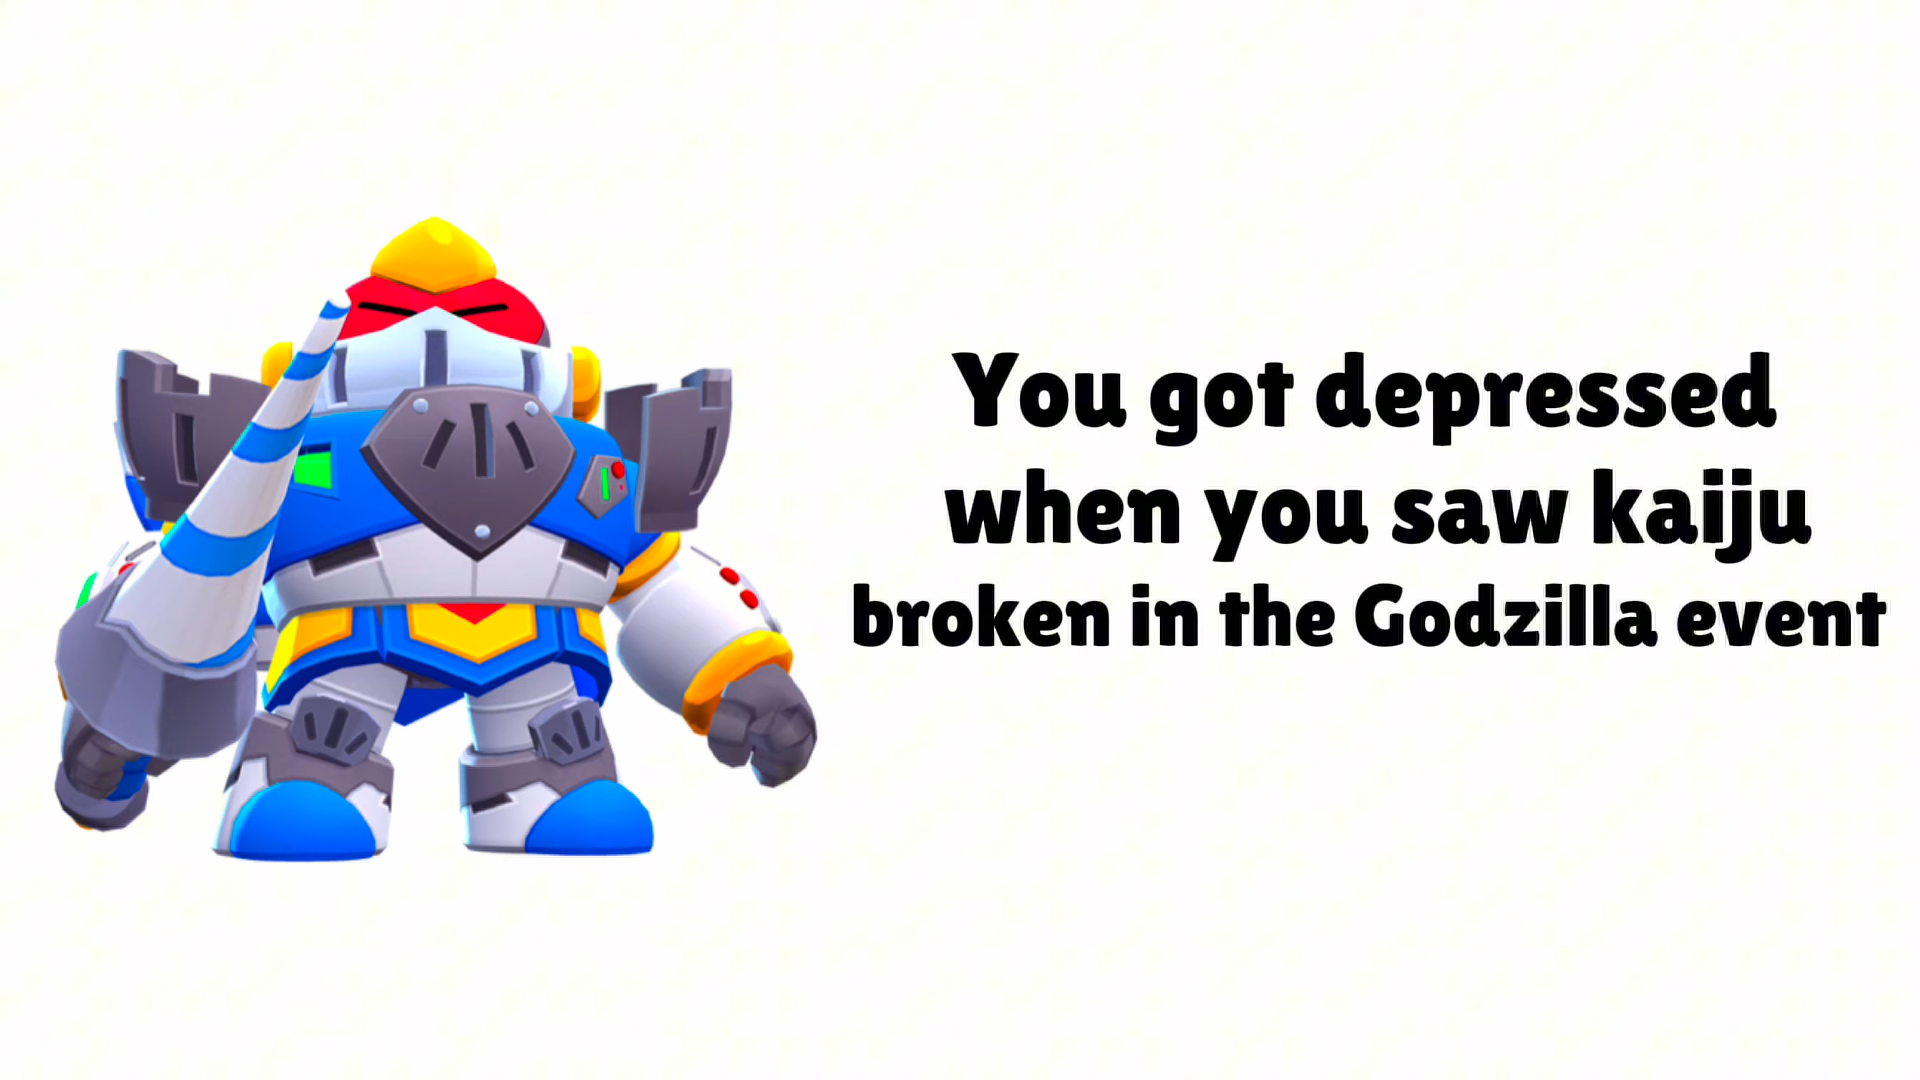 You got depressed
when you saw kaiju
broken in the Godzilla event